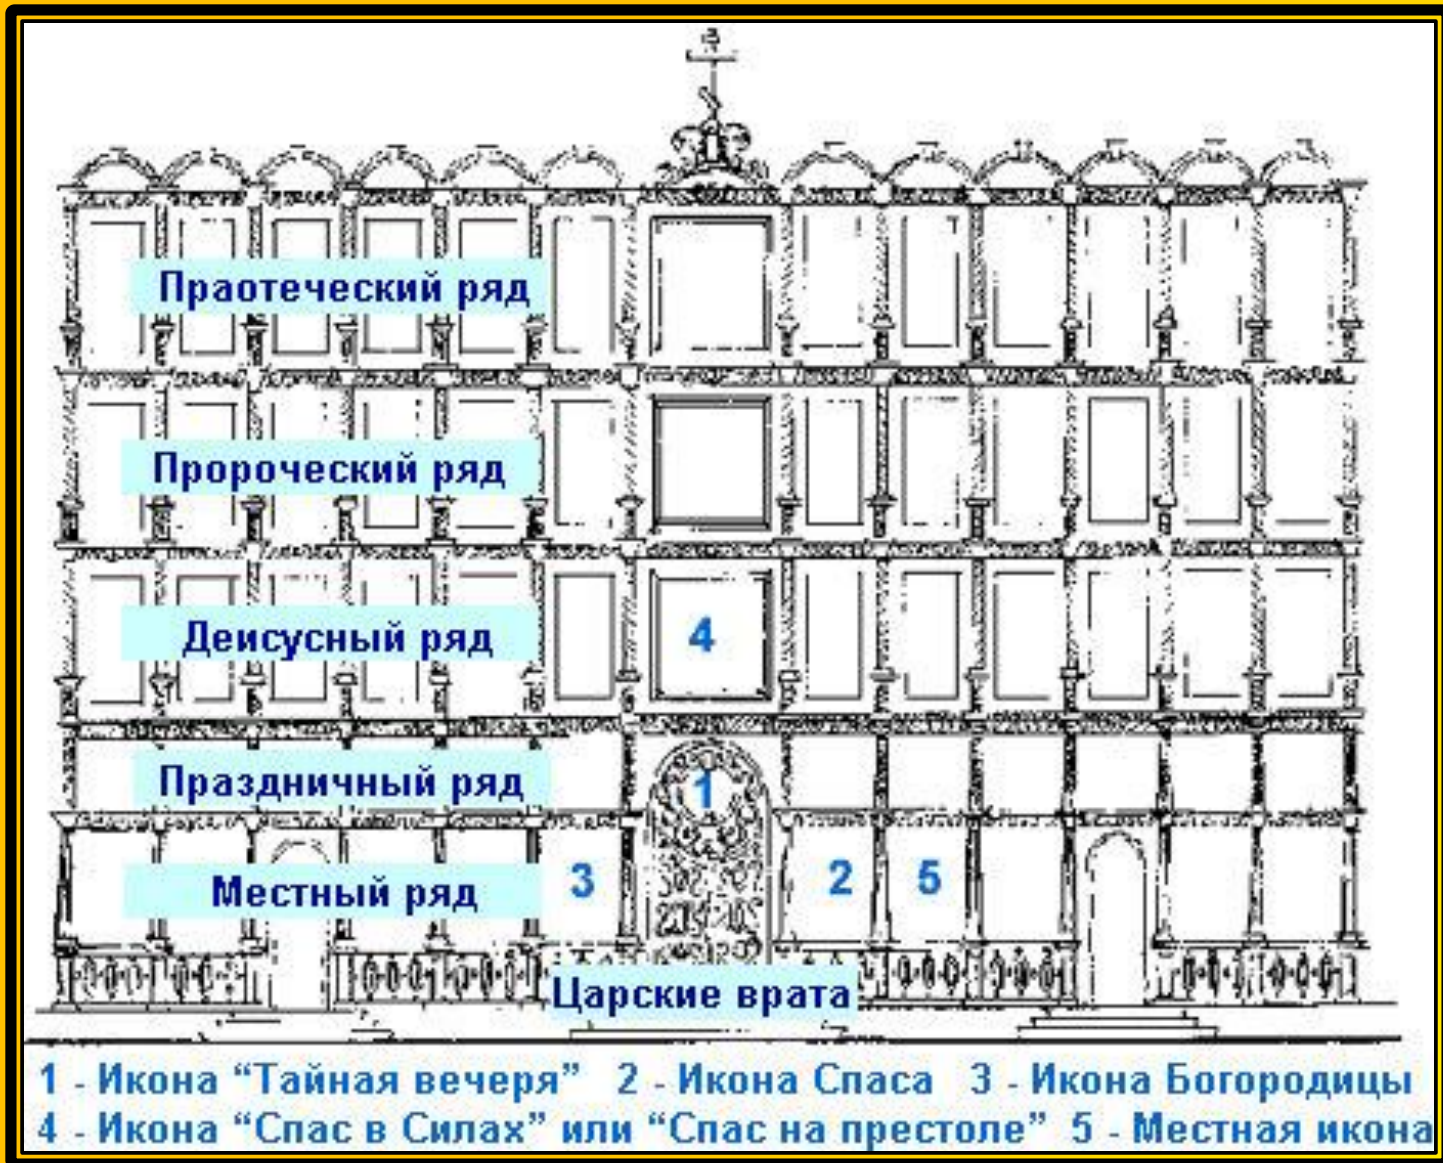 Праотеческий ряд
Пророческий ряд
Деисусный ряд
4
Праздничный ряд
1
Местный ряд
3
2
5
Царские врата
1 - Икона “Тайная вечеря” 2 - Икона Спаса 3 - Икона Богородицы
4 - Икона “Спас в Силах” или “Спас на престоле” 5 - Местная икона